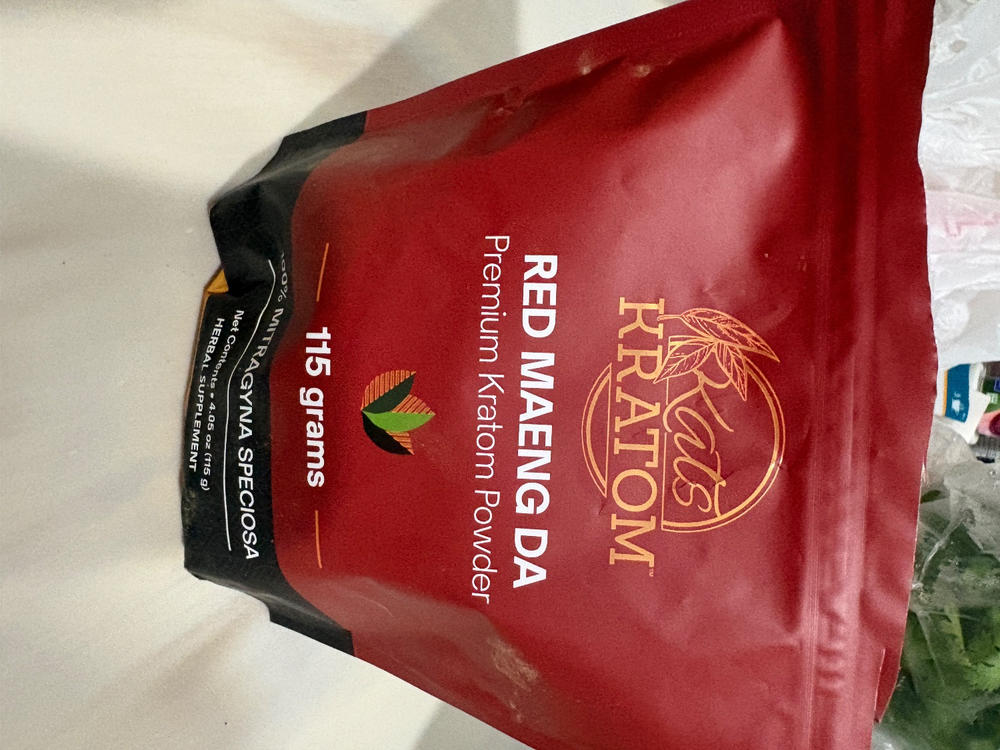 Kats
KRATOM™
RED MAENG DA
Premium Kratom Powder
115 grams
100% MITRAGYNA SPECIOSA
Net Contents • 4.05 oz (115 g)
HERBAL SUPPLEMENT